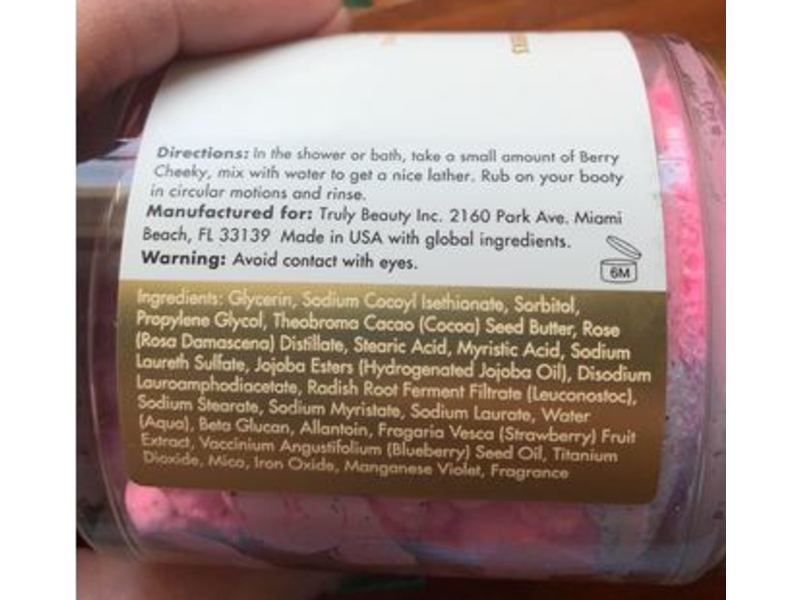 Directions: In the shower or bath, take a small amount of Berry
Cheeky, mix with water to get a nice lather. Rub on your booty
in circular motions and rinse.
Manufactured for: Truly Beauty Inc. 2160 Park Ave. Miami
Beach, FL 33139 Made in USA with global ingredients.
Warning: Avoid contact with eyes.
6M
Ingredients: Glycerin, Sodium Cocoyl Isethionate, Sorbitol,
Propylene Glycol, Theobroma Cacao (Cocoa) Seed Butter, Rose
(Rosa Damascena) Distillate, Stearic Acid, Myristic Acid, Sodium
Laureth Sulfate, Jojoba Esters (Hydrogenated Jojoba Oil), Disodium
Lauroamphodiacetate, Radish Root Ferment Filtrate (Leuconostoc),
Sodium Stearate, Sodium Myristate, Sodium Laurate, Water
(Aqua), Beta Glucan, Allantoin, Fragaria Vesca (Strawberry) Fruit
Extract, Vaccinium Angustifolium (Blueberry) Seed Oil, Titanium
Dioxide, Mica, Iron Oxide, Manganese Violet, Fragrance